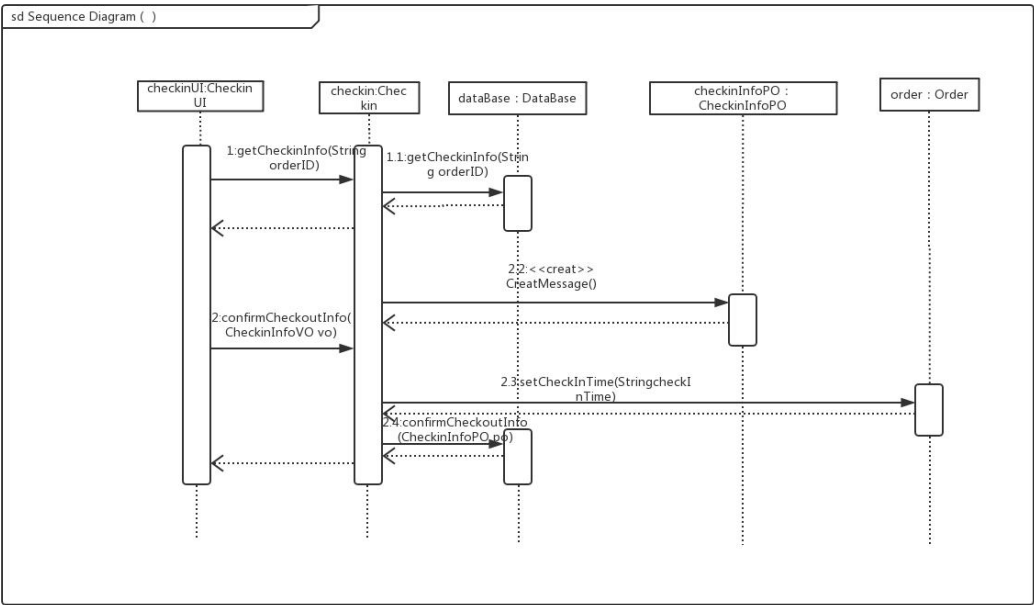 sd Sequence Diagram (  )
checkinUI:Checkin
UI
checkin:Chec
kin
dataBase : DataBase
checkinInfoPO :
CheckinInfoPO
order : Order
1:getCheckinInfo(String
orderID)
1.1:getCheckinInfo(Strin
g orderID)
2.2:<<creat>>
CreatMessage()
2:confirmCheckoutInfo(
CheckinInfoVO vo)
2.3:setCheckInTime(StringcheckI
nTime)
2.4:confirmCheckoutInfo
(CheckinInfoPO po)